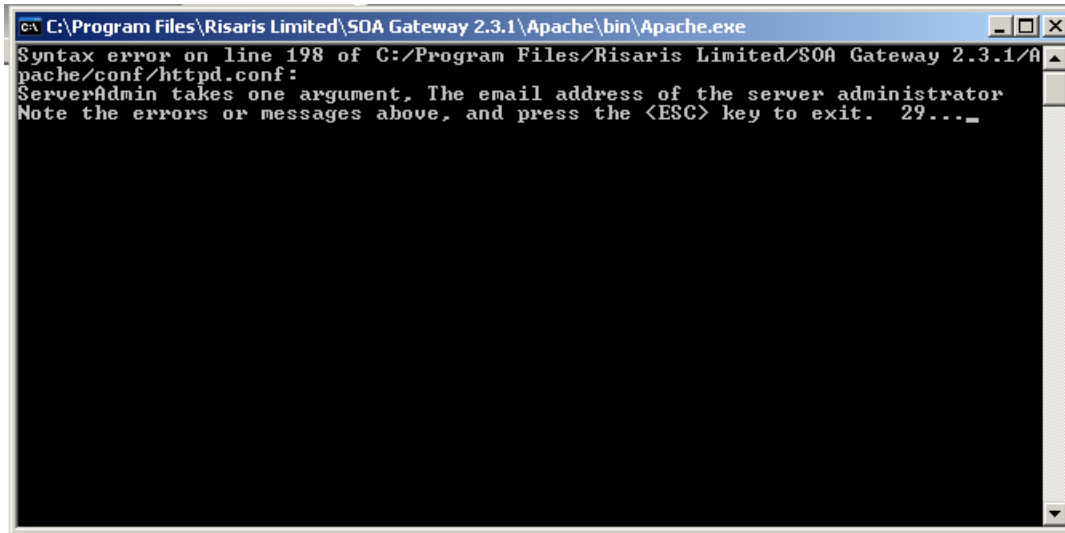 C:\Program Files\Risaris Limited\SOA Gateway 2.3.1\Apache\bin\Apache.exe
Syntax error on line 198 of C:/Program Files/Risaris Limited/SOA Gateway 2.3.1/A
pache/conf/httpd.conf:
ServerAdmin takes one argument, The email address of the server administrator
Note the errors or messages above, and press the <ESC> key to exit.  29..._